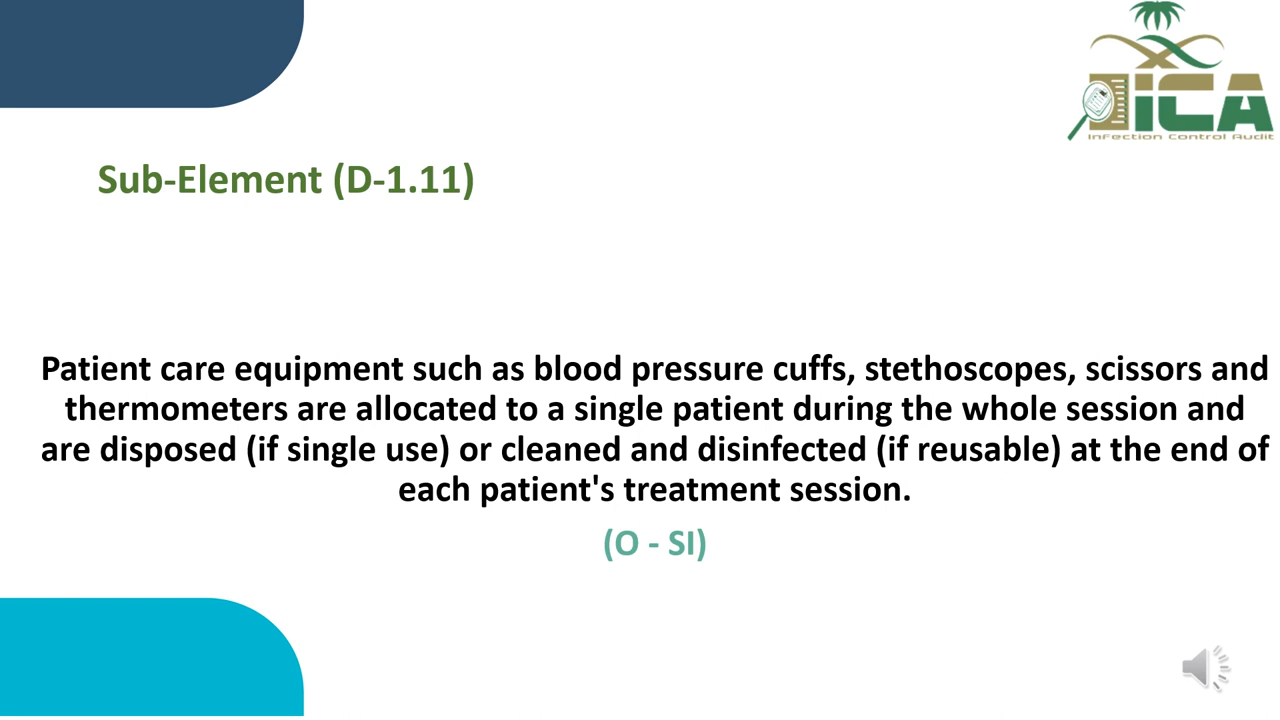 iCA
Infection Control Audit
Sub-Element (D-1.11)
Patient care equipment such as blood pressure cuffs, stethoscopes, scissors and
thermometers are allocated to a single patient during the whole session and
are disposed (if single use) or cleaned and disinfected (if reusable) at the end of
each patient's treatment session.
(O - SI)